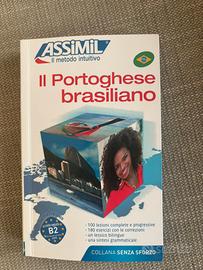 ASSIMIL
Il metodo intuitivo
Il Portoghese
brasiliano
• 100 lezioni complete e progressive
• 180 esercizi con le correzioni
• un lessico bilingue
• una sintesi grammaticale
B2
COLLANA SENZA SFORZO